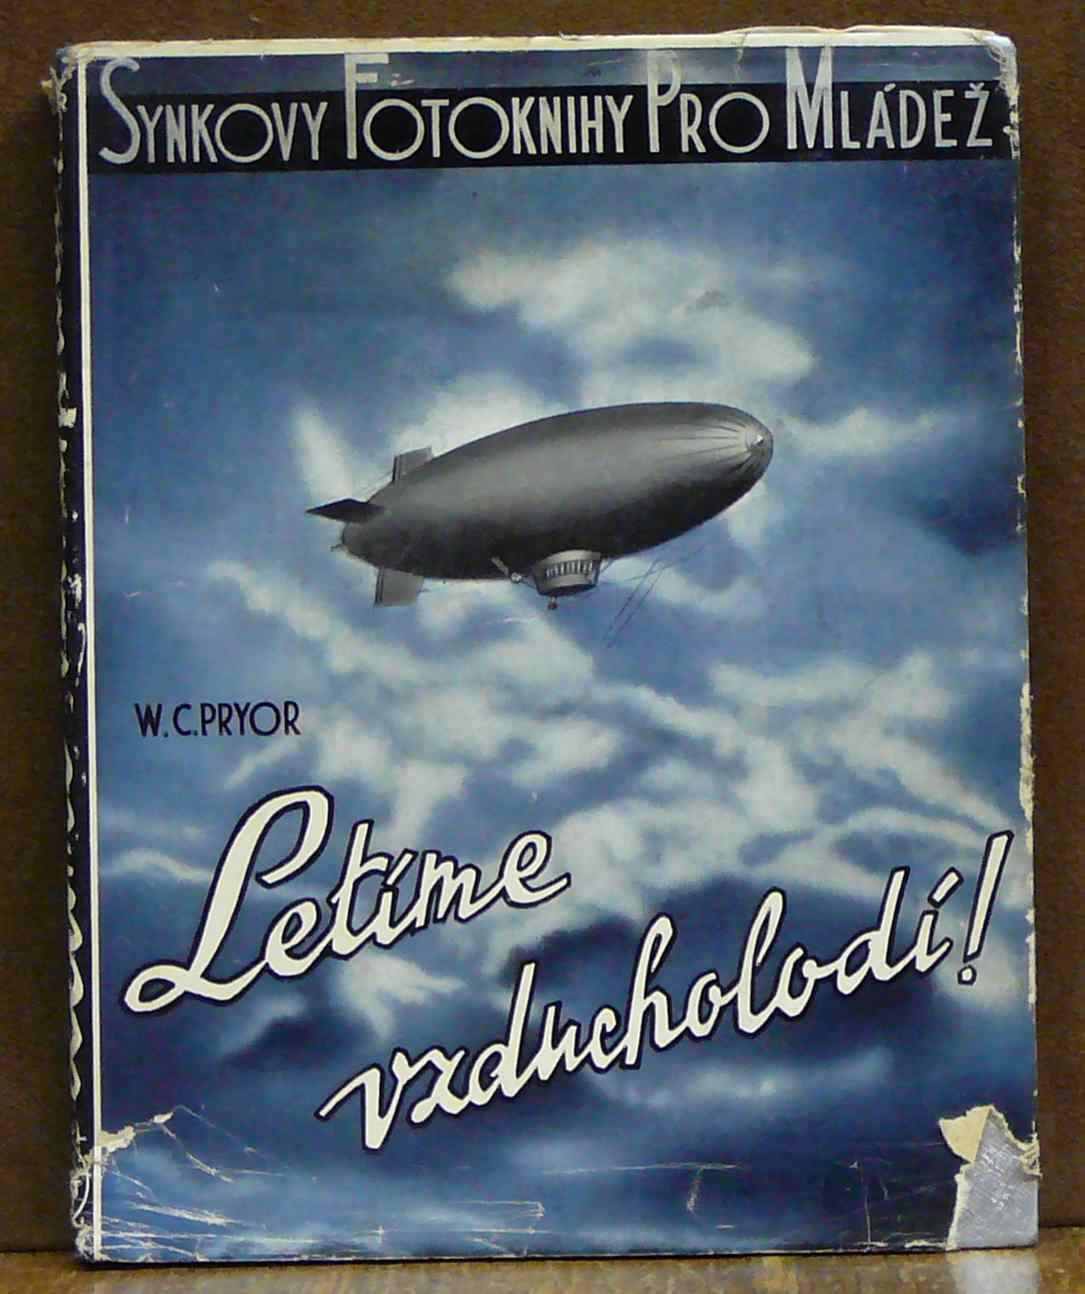 SYNKOVY FOTOKNIHY PRO MLÁDEŽ
W. C. PRYOR
Letíme
vzducholodí!